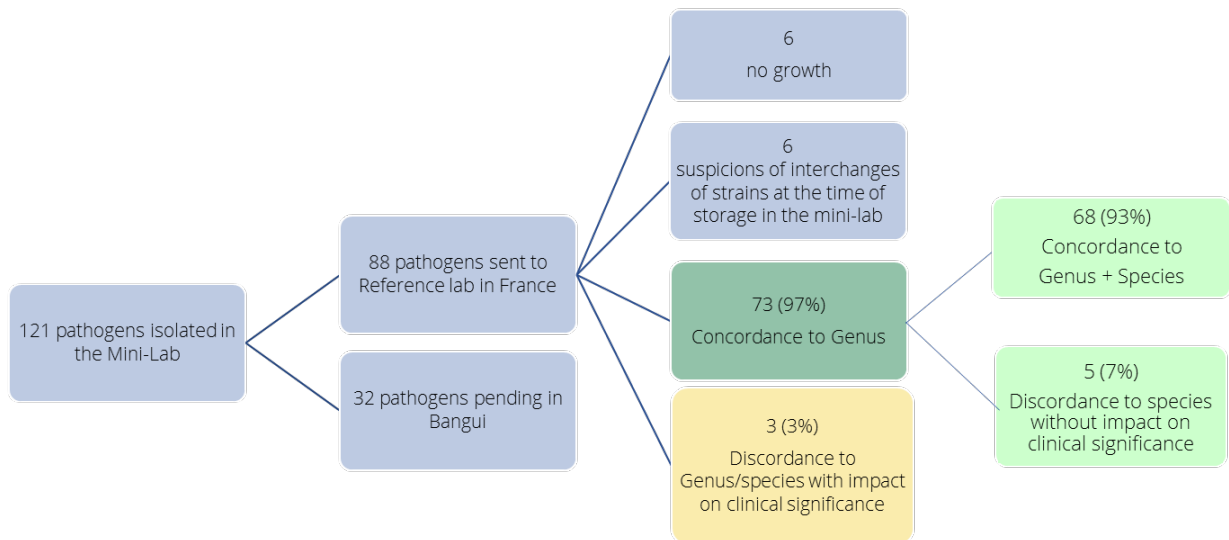 121 pathogens isolated in
the Mini-Lab
88 pathogens sent to
Reference lab in France
32 pathogens pending in
Bangui
6
no growth
6
suspicions of interchanges
of strains at the time of
storage in the mini-lab
73 (97%)
Concordance to Genus
3 (3%)
Discordance to
Genus/species with impact
on clinical significance
68 (93%)
Concordance to
Genus + Species
5 (7%)
Discordance to species
without impact on
clinical significance